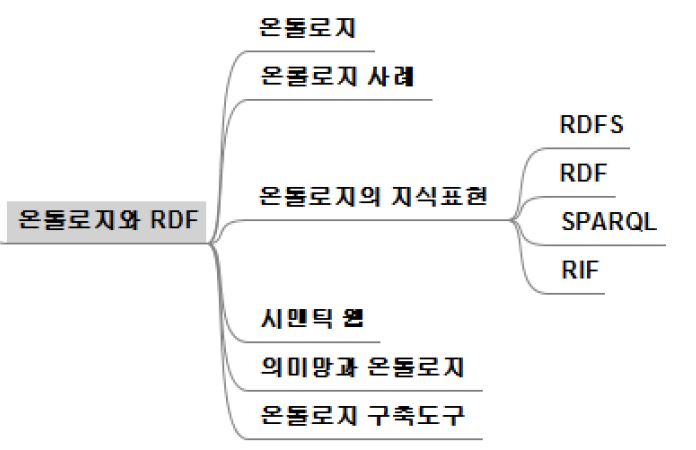 온톨로지
온톨로지 사례
온톨로지의 지식표현
RDFS
RDF
SPARQL
RIF
온톨로지와 RDF
시맨틱 웹
의미망과 온톨로지
온톨로지 구축도구